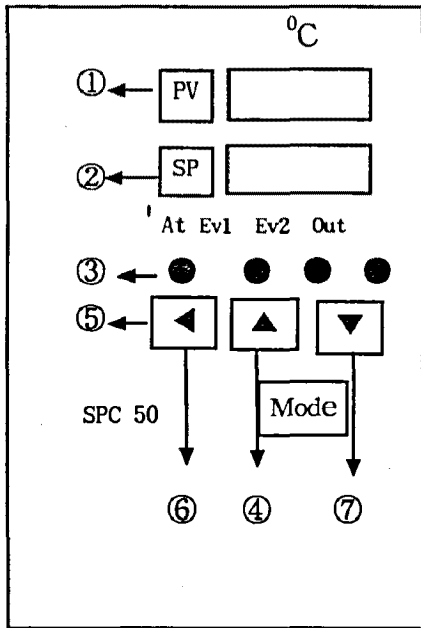 ⁰C
① PV
② SP
At Ev1 Ev2 Out
③
⑤
SPC 50 Mode
⑥ ④ ⑦